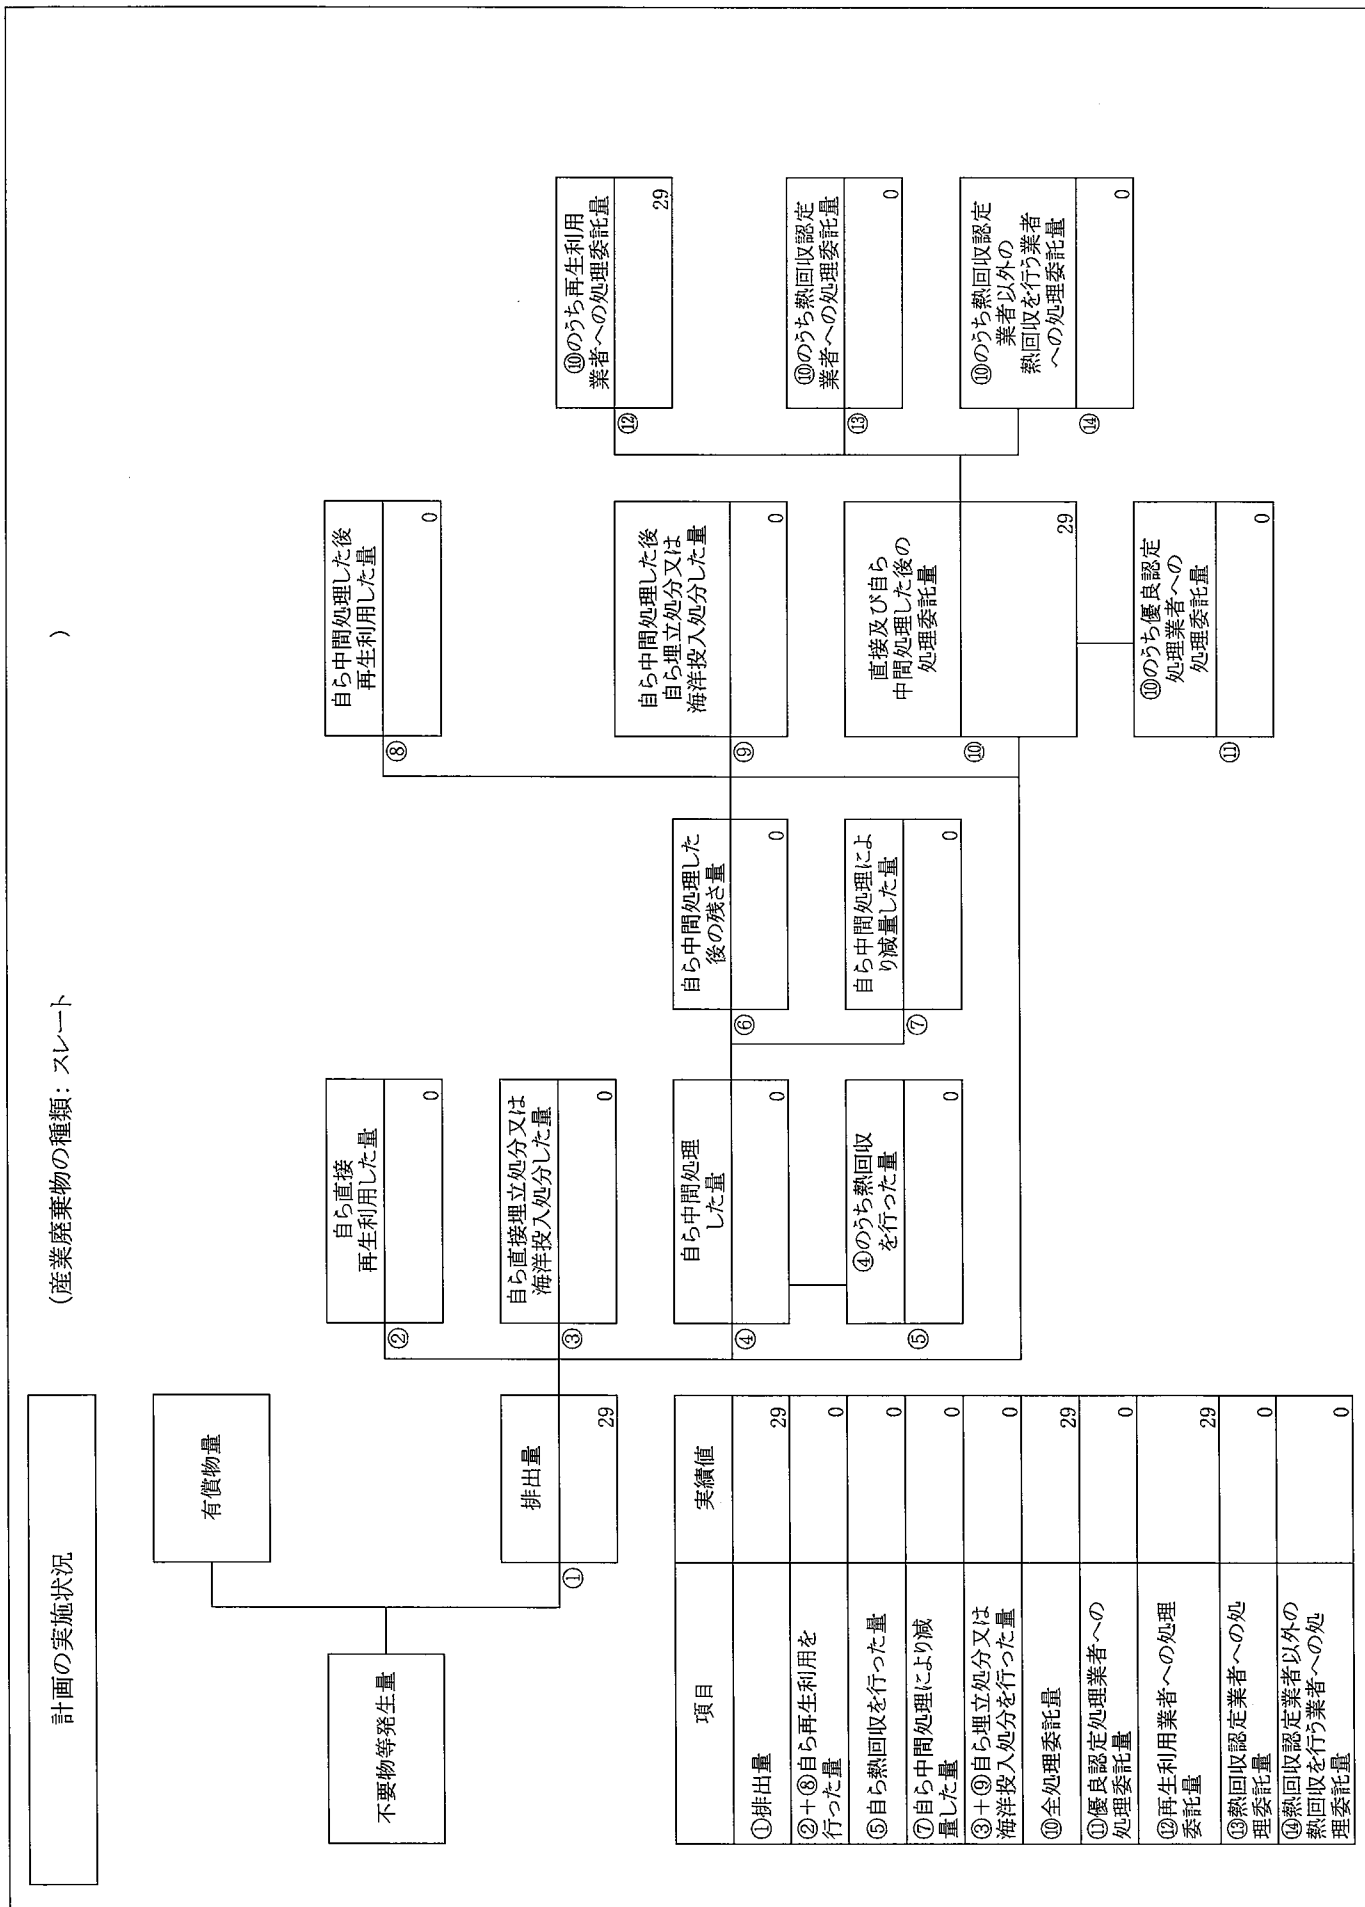 計画の実施状況
(産業廃棄物の種類：スレート )
不要物等発生量
有償物量
①
排出量
29
②
自ら直接
再生利用した量
0
③
自ら直接埋立処分又は
海洋投入処分した量
0
④
自ら中間処理
した量
0
⑤
④のうち熱回収
を行った量
0
⑥
自ら中間処理した
後の残さ量
0
⑦
自ら中間処理によ
り減量した量
0
⑧
自ら中間処理した後
再生利用した量
0
⑨
自ら中間処理した後
自ら埋立処分又は
海洋投入処分した量
0
⑩
直接及び自ら
中間処理した後の
処理委託量
29
⑪
⑩のうち優良認定
処理業者への
処理委託量
0
⑫
⑩のうち再生利用
業者への処理委託量
29
⑬
⑩のうち熱回収認定
業者への処理委託量
0
⑭
⑩のうち熱回収認定
業者以外の
熱回収を行う業者
への処理委託量
0
項目 実績値
①排出量 29
②＋⑧自ら再生利用を
行った量 0
⑤自ら熱回収を行った量 0
⑦自ら中間処理により減
量した量 0
③＋⑨自ら埋立処分又は
海洋投入処分を行った量 0
⑩全処理委託量 29
⑪優良認定処理業者への
処理委託量 0
⑫再生利用業者への処理
委託量 29
⑬熱回収認定業者への処
理委託量 0
⑭熱回収認定業者以外の
熱回収を行う業者への処
理委託量 0